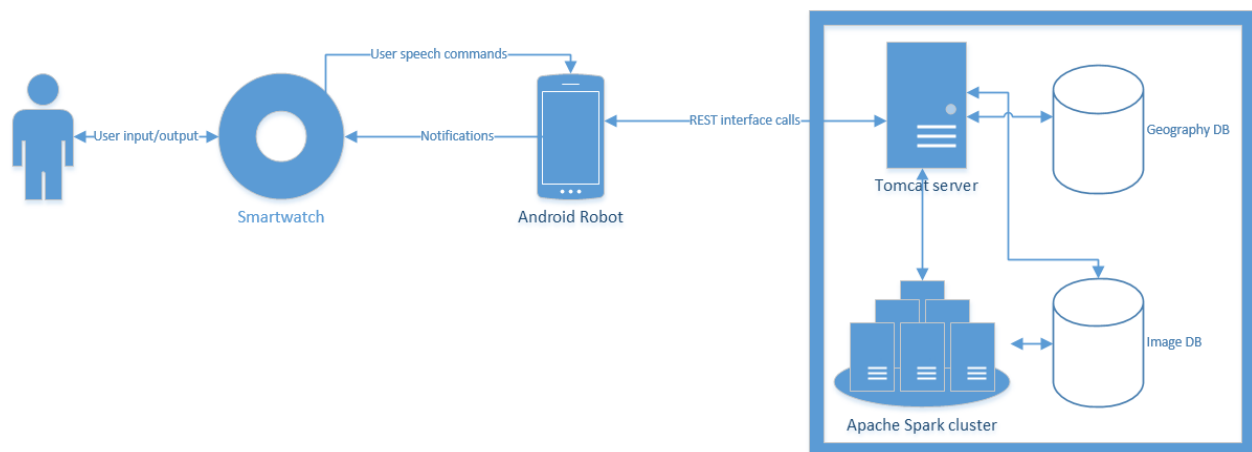 User speech commands
User input/output
Notifications
REST interface calls
Geography DB
Tomcat server
Smartwatch
Android Robot
Image DB
Apache Spark cluster